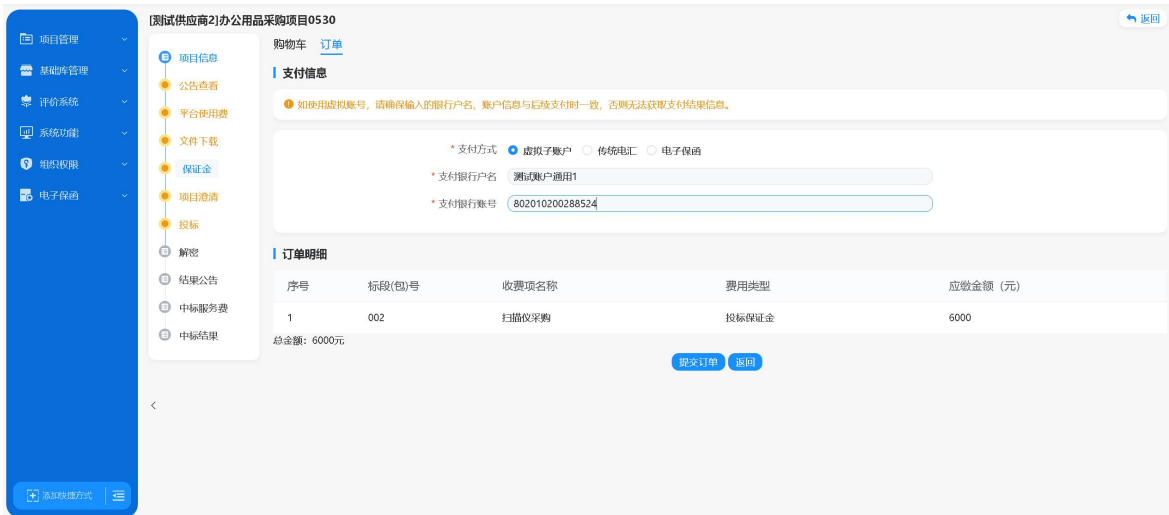 [测试供应商2]办公用品采购项目0530
返回
项目管理
基础库管理
评价系统
系统功能
组织权限
电子保函
添加快捷方式
项目信息
公告查看
平台使用费
文件下载
保证金
项目澄清
投标
解密
结果公告
中标服务费
中标结果
购物车 订单
支付信息
如使用虚拟账号，请确保输入的银行户名、账户信息与后续支付时一致，否则无法获取支付结果信息。
* 支付方式 虚拟子账户 传统电汇 电子保函
* 支付银行户名 测试账户通用1
* 支付银行账号 802010200288524
订单明细
序号 标段(包)号 收费项名称 费用类型 应缴金额（元）
1 002 扫描仪采购 投标保证金 6000
总金额：6000元
提交订单 返回